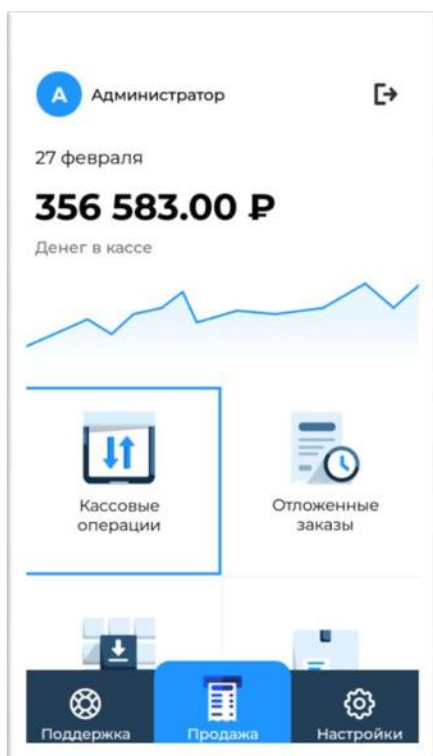 А Администратор
27 февраля
356 583.00 ₽
Денег в кассе
Кассовые
операции
Отложенные
заказы
Поддержка
Продажа
Настройки